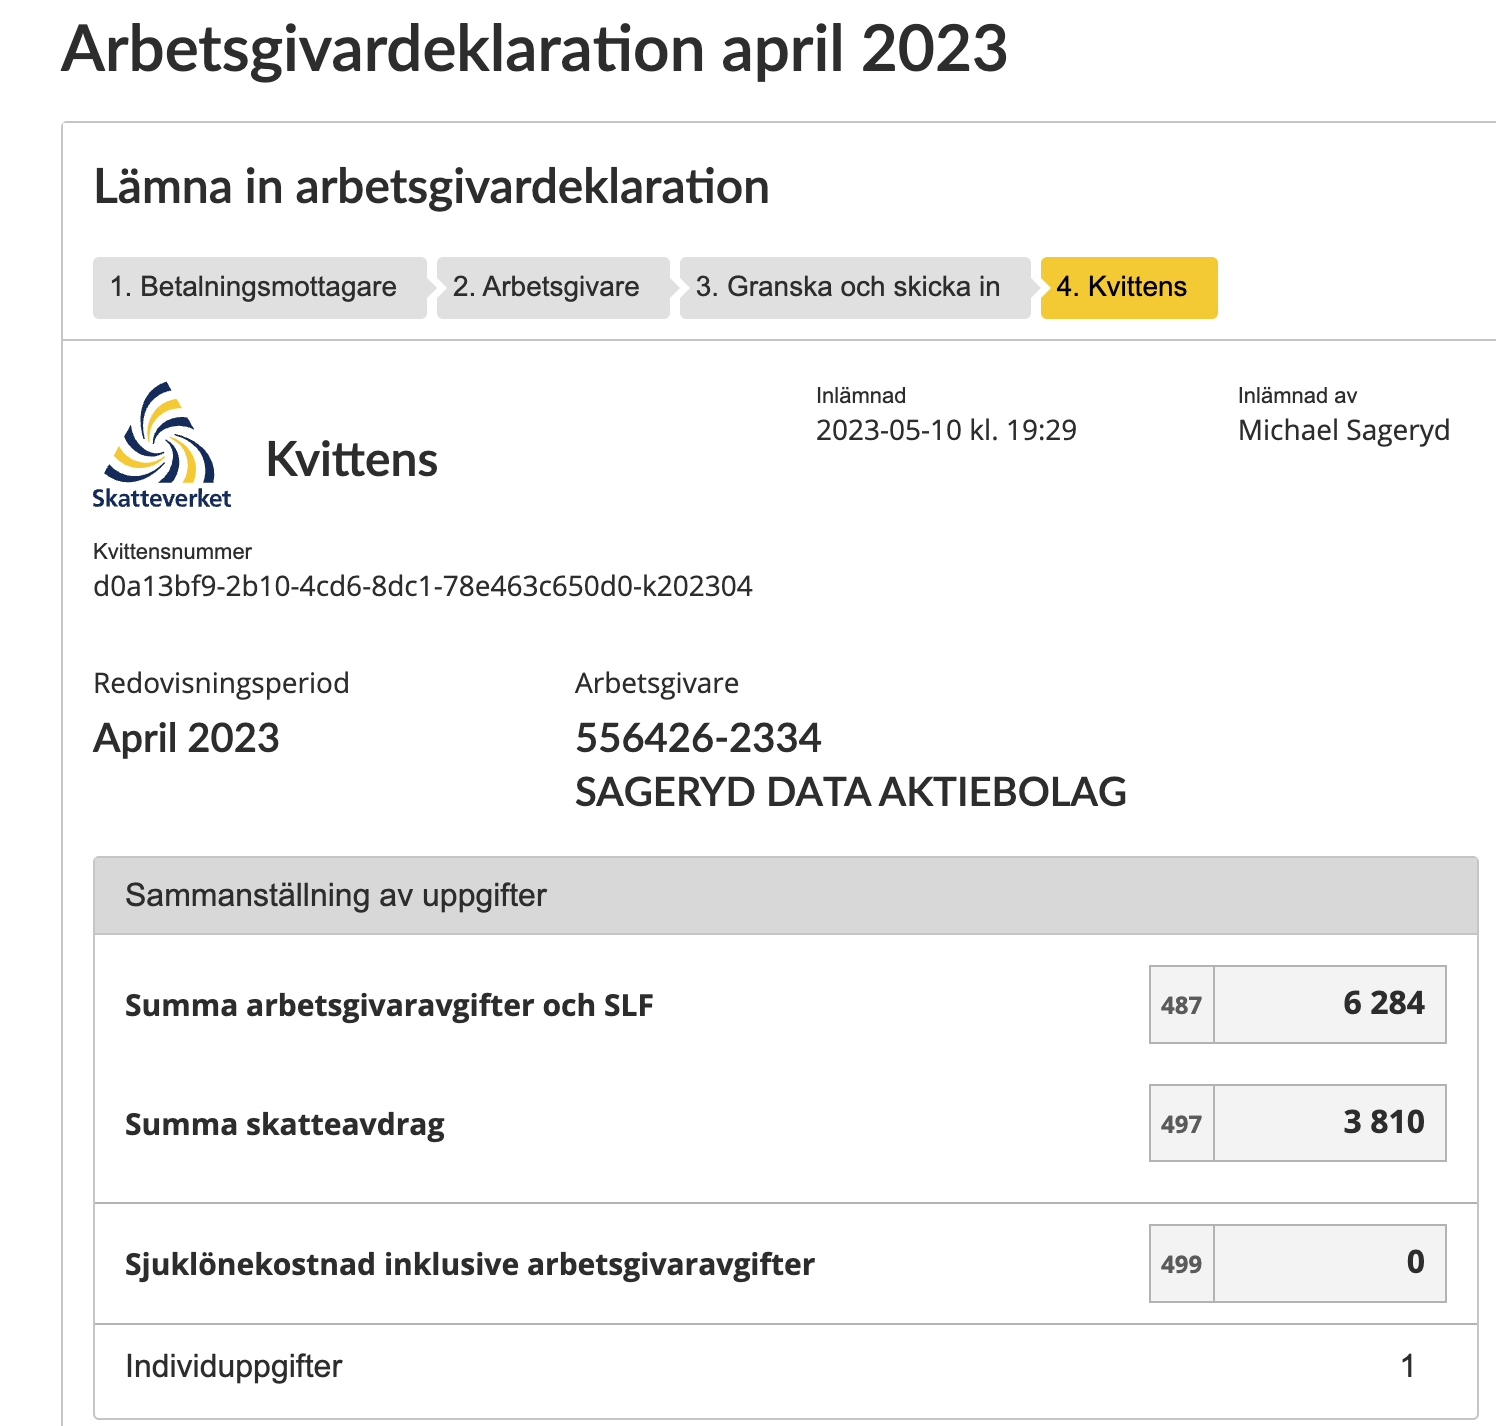 Arbetsgivardeklaration april 2023
Lämna in arbetsgivardeklaration
1. Betalningsmottagare 2. Arbetsgivare 3. Granska och skicka in 4. Kvittens
Skatteverket
Kvittens
Inlämnad
2023-05-10 kl. 19:29
Inlämnad av
Michael Sageryd
Kvittensnummer
d0a13bf9-2b10-4cd6-8dc1-78e463c650d0-k202304
Redovisningsperiod
April 2023
Arbetsgivare
556426-2334
SAGERYD DATA AKTIEBOLAG
Sammanställning av uppgifter
Summa arbetsgivaravgifter och SLF 487 6 284
Summa skatteavdrag 497 3 810
Sjuklönekostnad inklusive arbetsgivaravgifter 499 0
Individuppgifter 1